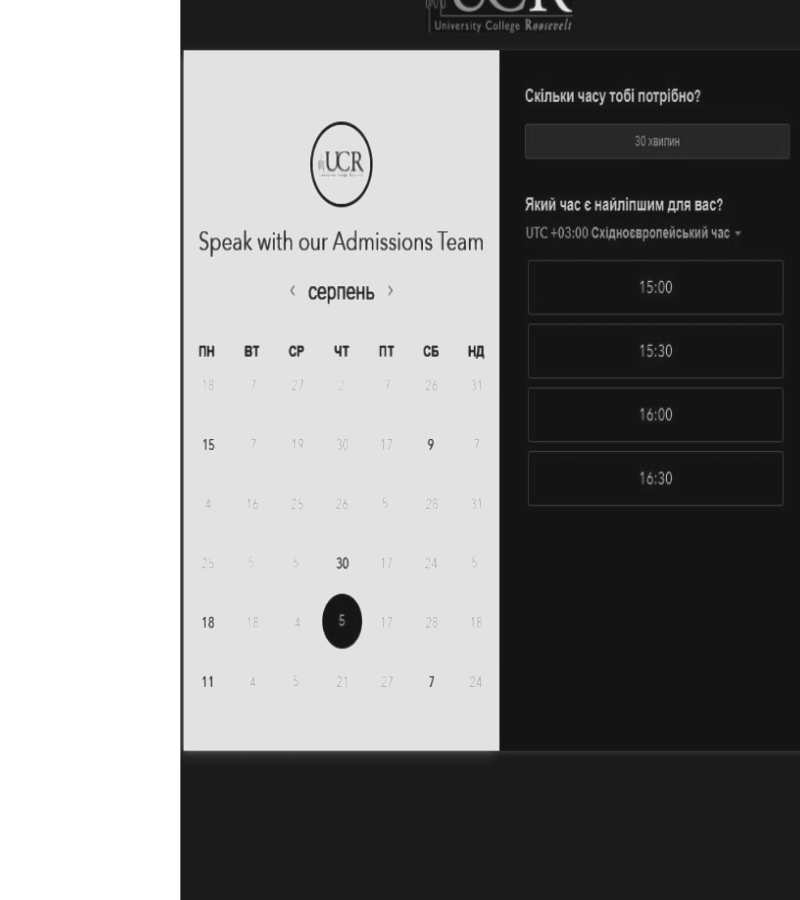 UCR
University College Roosevelt
UCR
Speak with our Admissions Team
‹ серпень ›
ПН ВТ СР ЧТ ПТ СБ НД
18 7 27 2 7 26 31
15 7 19 30 17 9 7
4 16 25 26 5 28 31
25 5 5 30 17 24 5
18 18 4 5 17 28 18
11 4 5 21 27 7 24
Скільки часу тобі потрібно?
30 хвилин
Який час є найліпшим для вас?
UTC +03:00 Східноєвропейський час
15:00
15:30
16:00
16:30